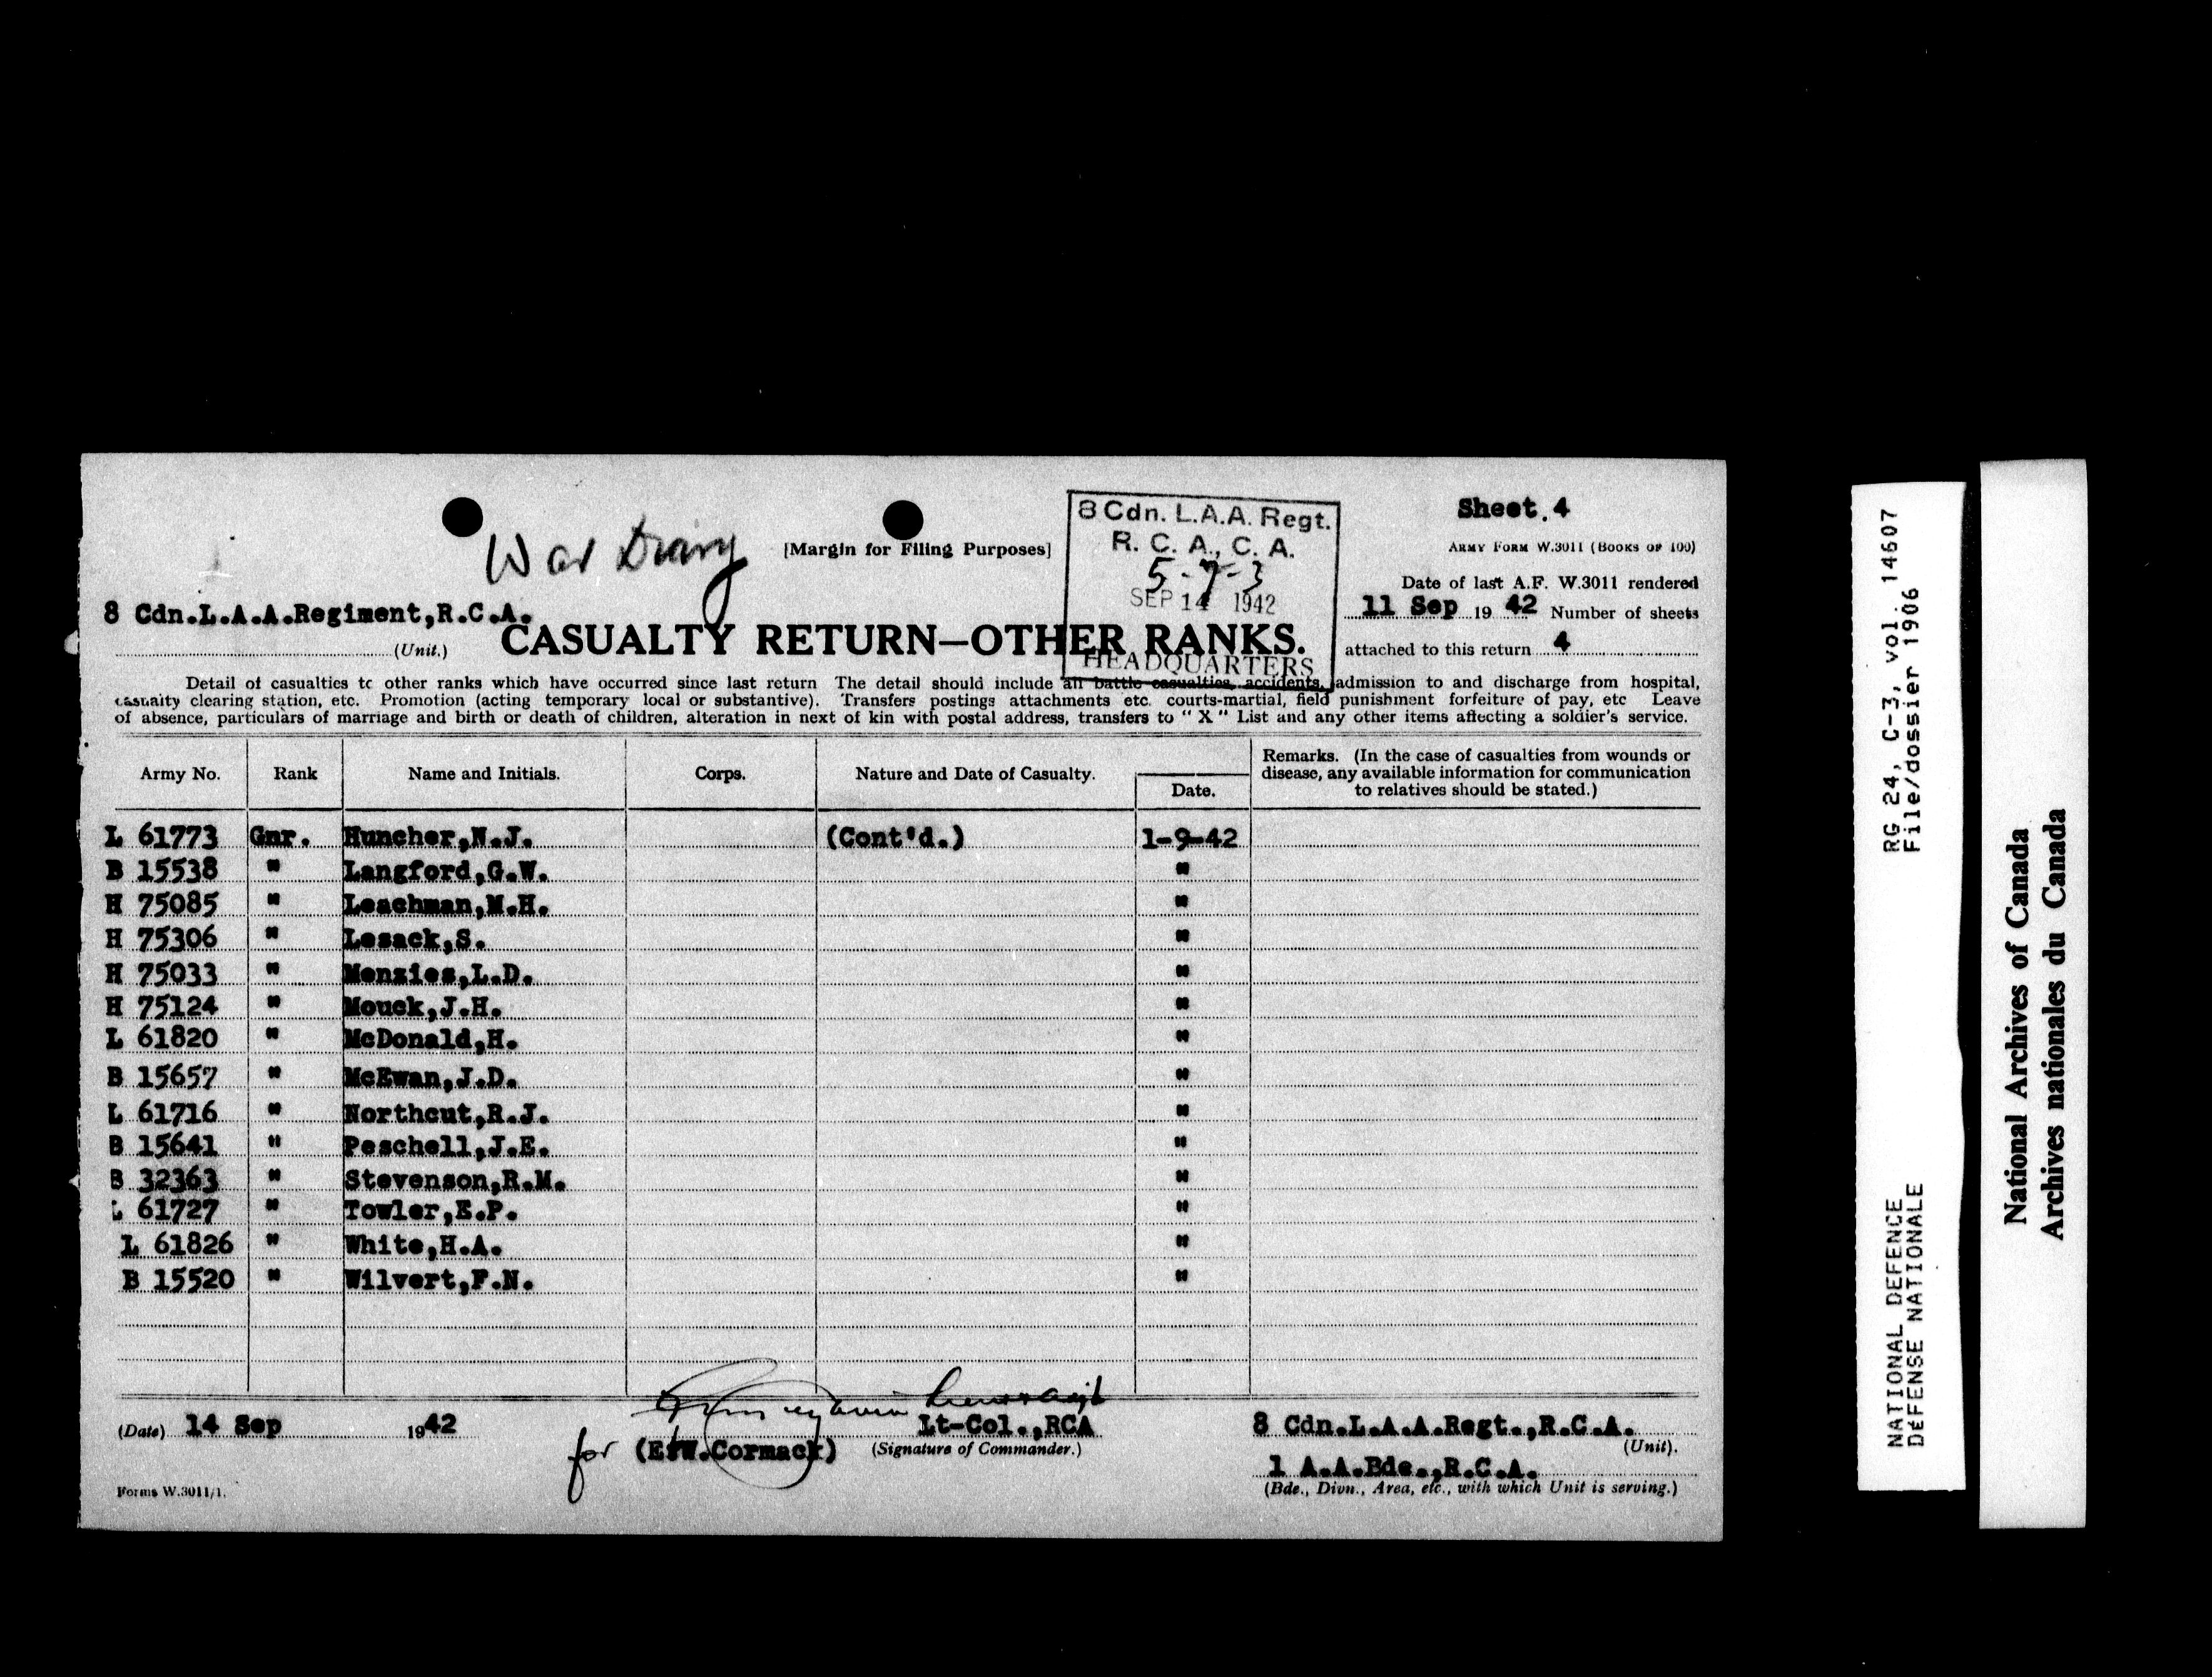 Sheet 4
War Diary
[Margin for Filing Purposes]
8 Cdn. L.A.A. Regt.
R. C. A., C. A.
5-7-3
SEP 14 1942
HEADQUARTERS
ARMY FORM W.3011 (BOOKS OF 100)
Date of last A.F. W.3011 rendered
11 Sep 19 42 Number of sheets
attached to this return 4
8 Cdn.L.A.A.Regiment,R.C.A.
(Unit.)
CASUALTY RETURN—OTHER RANKS.
Detail of casualties to other ranks which have occurred since last return The detail should include all battle casualties, accidents, admission to and discharge from hospital,
casualty clearing station, etc. Promotion (acting temporary local or substantive). Transfers postings attachments etc. courts-martial, field punishment forfeiture of pay, etc Leave
of absence, particulars of marriage and birth or death of children, alteration in next of kin with postal address, transfers to "X" List and any other items affecting a soldier's service.
Army No. Rank Name and Initials. Corps. Nature and Date of Casualty. Date. Remarks. (In the case of casualties from wounds or
disease, any available information for communication
to relatives should be stated.)
L 61773 Gnr. Huncher,N.J. (Cont'd.) 1-9-42
B 15538 " Langford,G.W. "
H 75085 " Leachman,M.H. "
H 75306 " Lesack,S. "
H 75033 " Menzies,L.D. "
H 75124 " Mouck,J.H. "
L 61820 " McDonald,H. "
B 15657 " McEwan,J.D. "
L 61716 " Northcut,R.J. "
B 15641 " Peschell,J.E. "
B 32363 " Stevenson,R.M. "
L 61727 " Towler,E.P. "
L 61826 " White,H.A. "
B 15520 " Wilvert,F.N. "
(Date) 14 Sep 1942
for (E.W.Cormack) Lt-Col.,RCA
(Signature of Commander.)
8 Cdn.L.A.A.Regt.,R.C.A.
(Unit).
1 A.A.Bde.,R.C.A.
(Bde., Divn., Area, etc., with which Unit is serving.)
Forms W.3011/1.
RG 24, C-3, vol. 14607
File/dossier 1906
NATIONAL DEFENCE
DÉFENSE NATIONALE
National Archives of Canada
Archives nationales du Canada